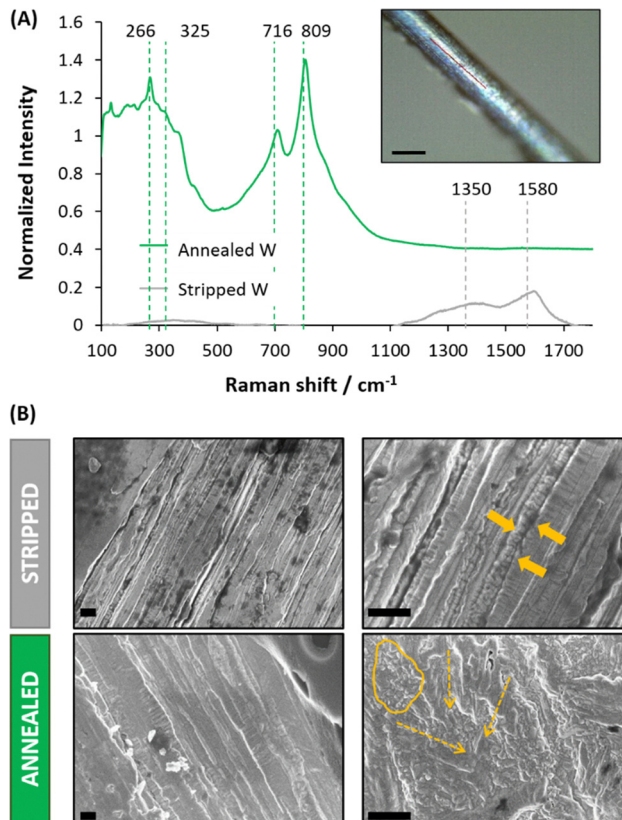 (A)
266 325 716 809
1.6
1.4
1.2
1
0.8
0.6
0.4
0.2
0
Normalized Intensity
1350 1580
Annealed W
Stripped W
100 300 500 700 900 1100 1300 1500 1700
Raman shift / cm⁻¹
(B)
STRIPPED
ANNEALED